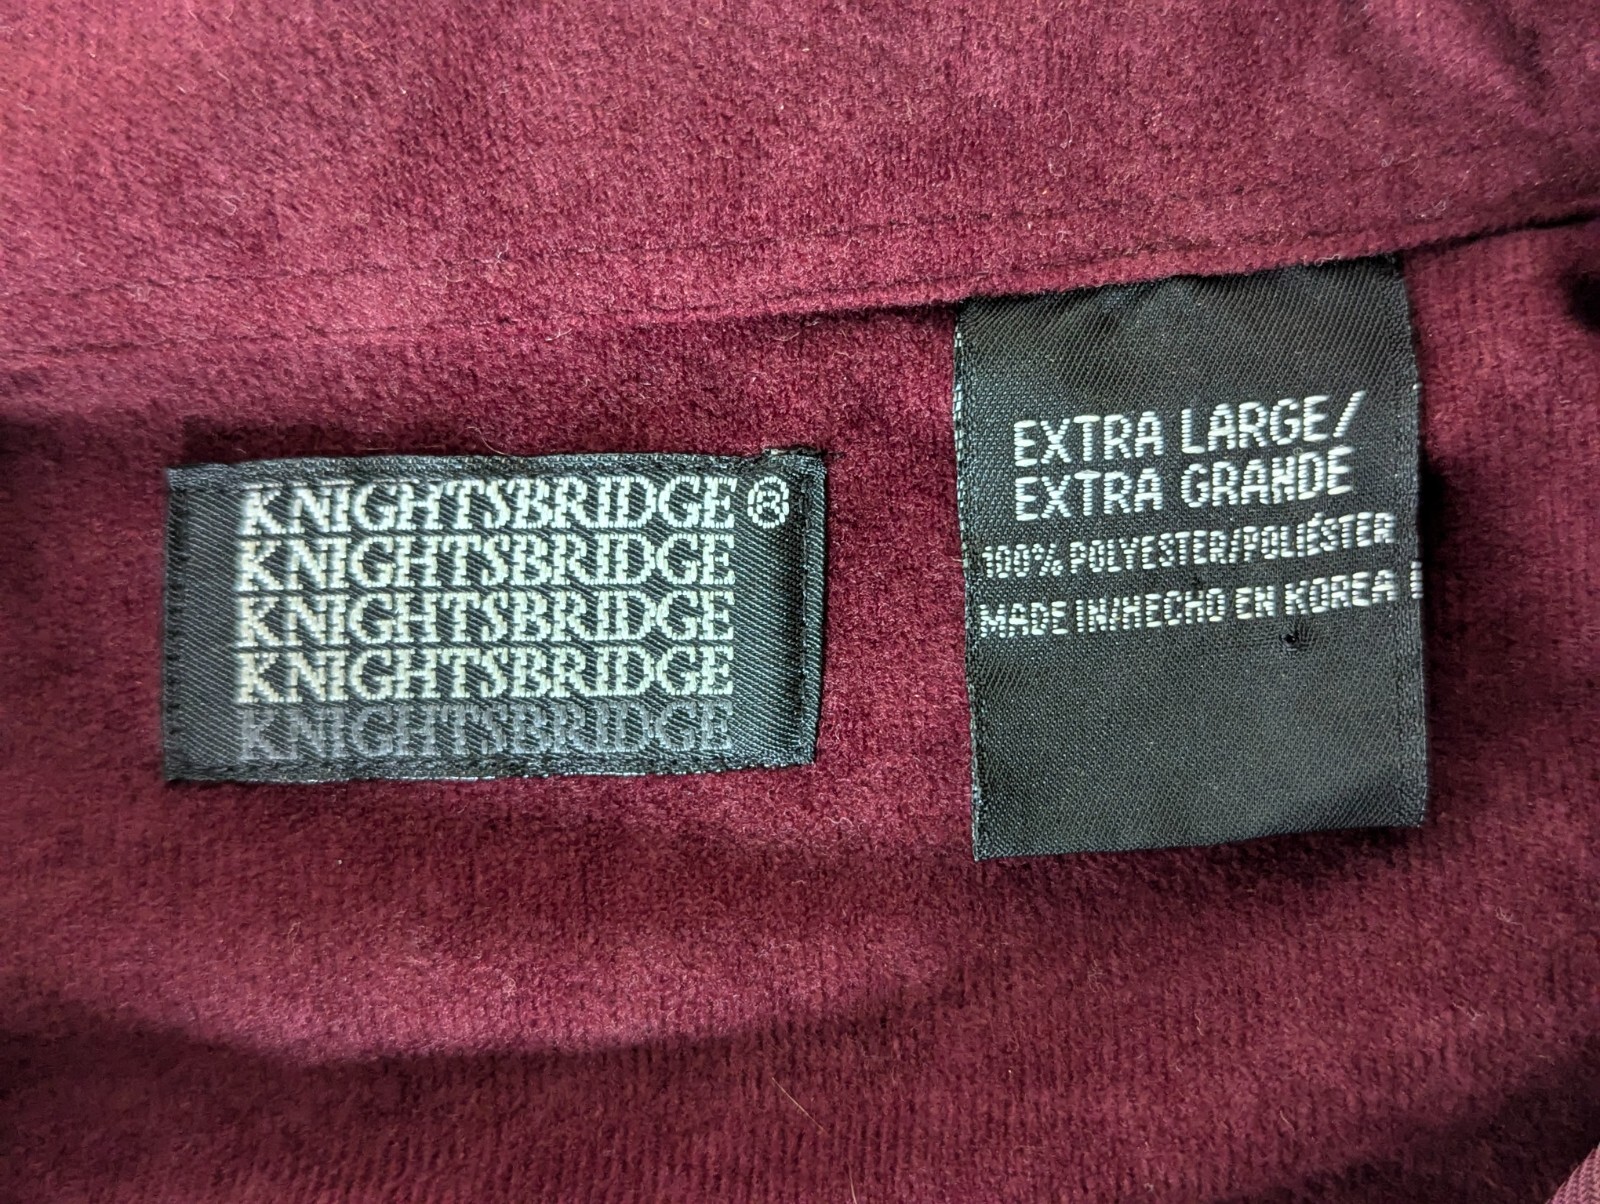 KNIGHTSBRIDGE®
KNIGHTSBRIDGE
KNIGHTSBRIDGE
KNIGHTSBRIDGE
KNIGHTSBRIDGE
EXTRA LARGE/
EXTRA GRANDE
100% POLYESTER/POLIÉSTER
MADE IN/HECHO EN KOREA